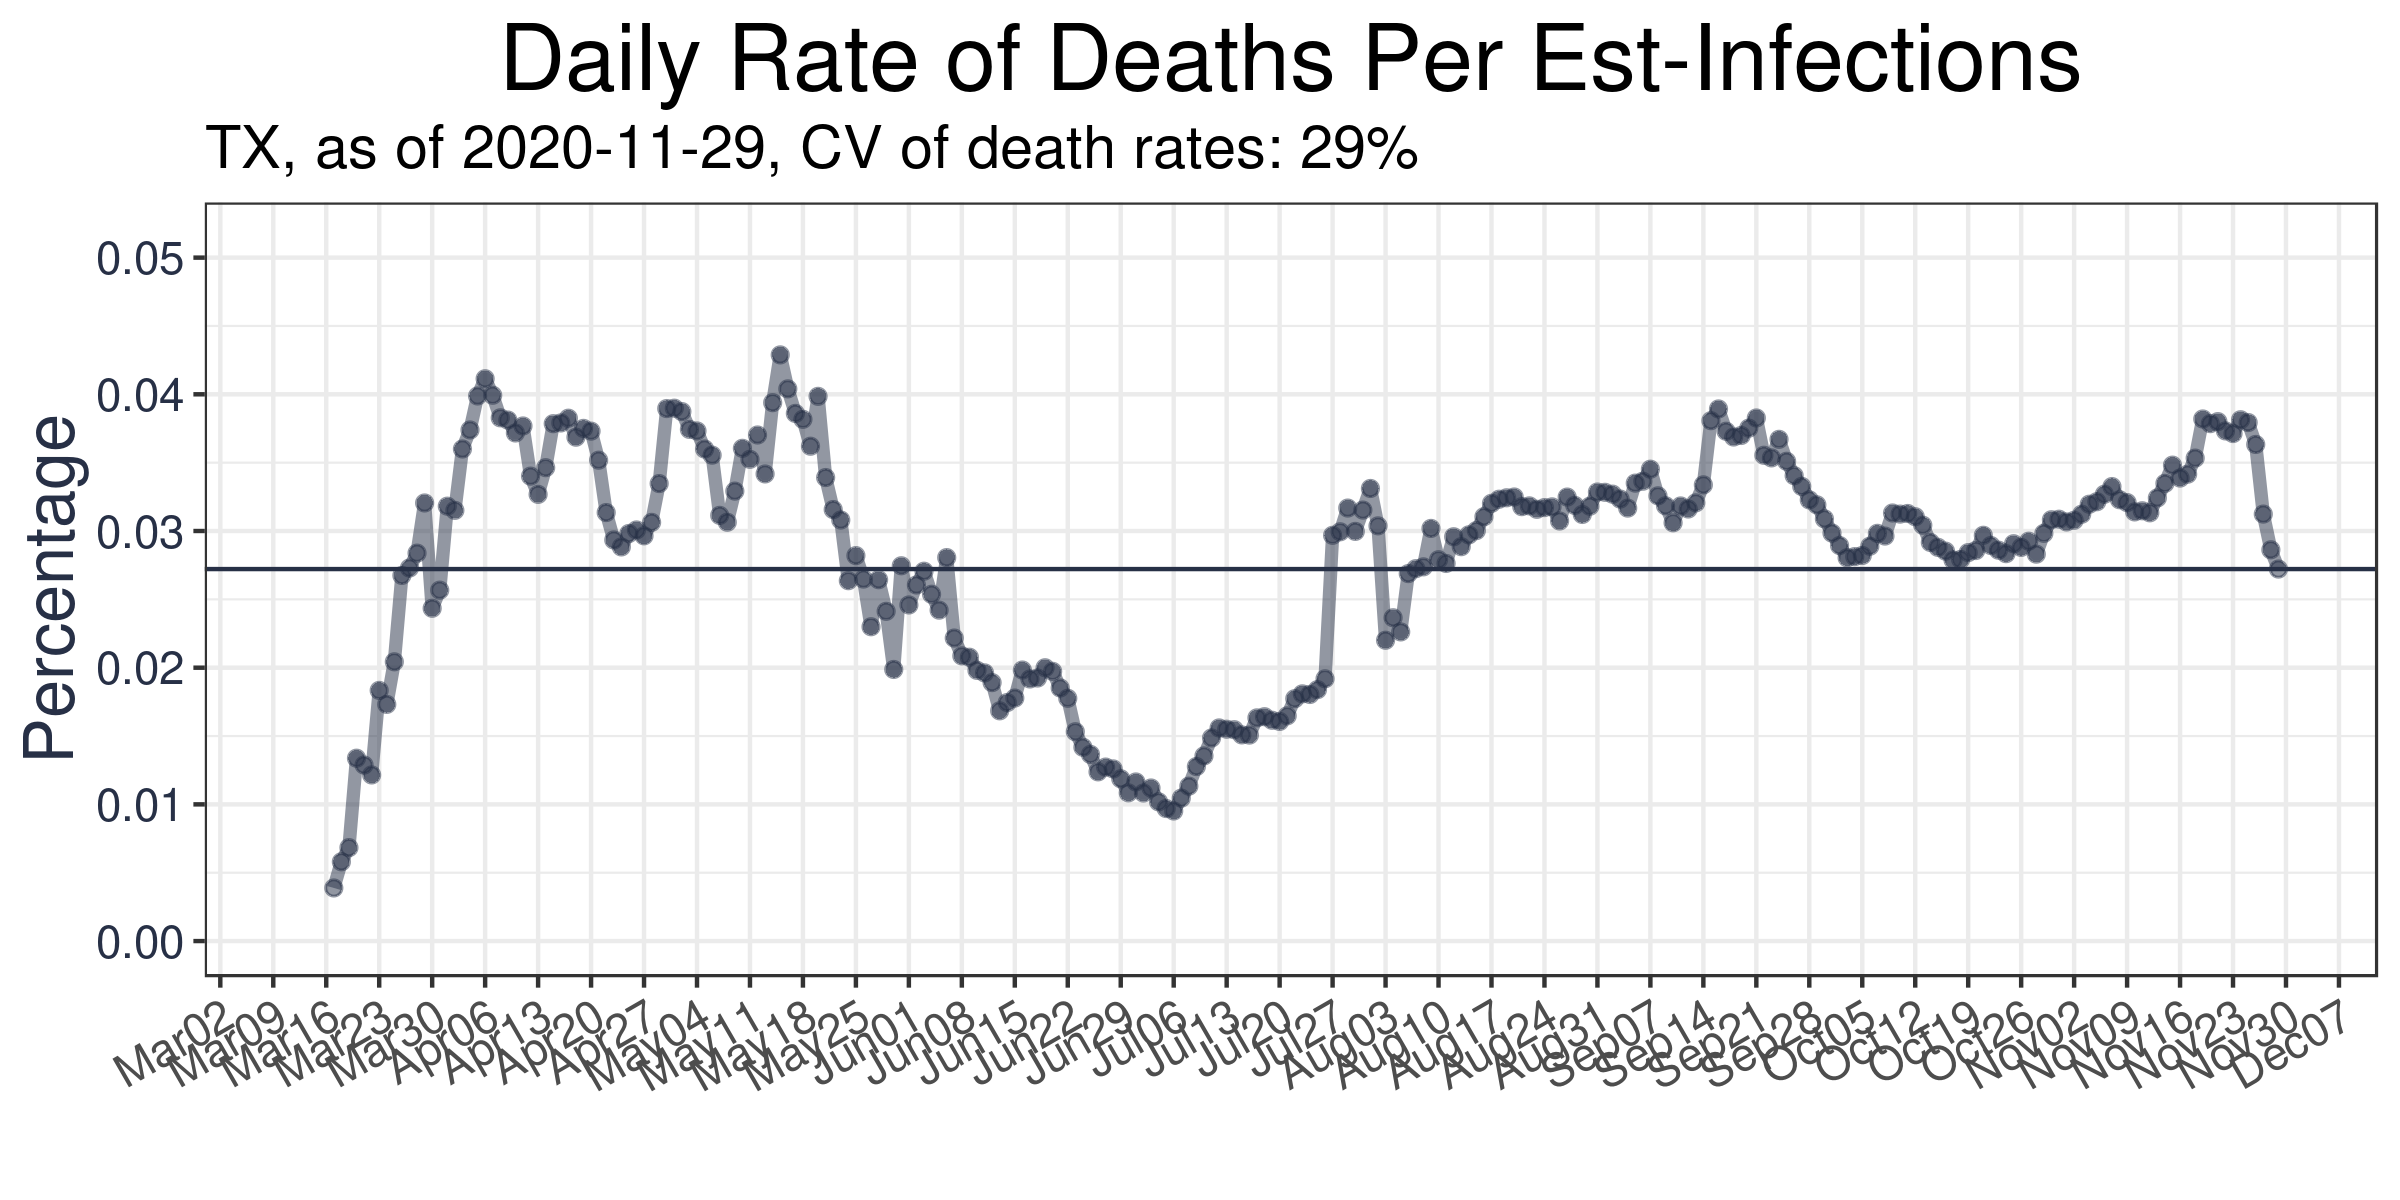 Daily Rate of Deaths Per Est-Infections
TX, as of 2020-11-29, CV of death rates: 29%
Percentage
0.05
0.04
0.03
0.02
0.01
0.00
Mar02
Mar09
Mar16
Mar23
Mar30
Apr06
Apr13
Apr20
Apr27
May04
May11
May18
May25
Jun01
Jun08
Jun15
Jun22
Jun29
Jul06
Jul13
Jul20
Jul27
Aug03
Aug10
Aug17
Aug24
Aug31
Sep07
Sep14
Sep21
Sep28
Oct05
Oct12
Oct19
Oct26
Nov02
Nov09
Nov16
Nov23
Nov30
Dec07